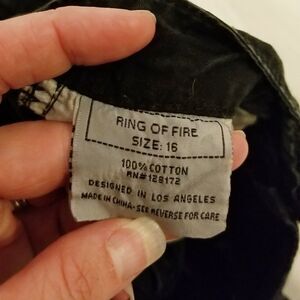 RING OF FIRE
SIZE: 16
100% COTTON
RN# 128172
DESIGNED IN LOS ANGELES
MADE IN CHINA - SEE REVERSE FOR CARE